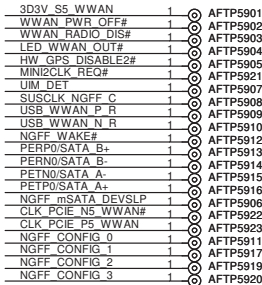 3D3V_S5_WWAN 1 AFTP5901
WWAN_PWR_OFF# 1 AFTP5902
WWAN_RADIO_DIS# 1 AFTP5903
LED_WWAN_OUT# 1 AFTP5904
HW_GPS_DISABLE2# 1 AFTP5905
MINI2CLK_REQ# 1 AFTP5921
UIM_DET 1 AFTP5907
SUSCLK_NGFF_C 1 AFTP5908
USB_WWAN_P_R 1 AFTP5909
USB_WWAN_N_R 1 AFTP5910
NGFF_WAKE# 1 AFTP5912
PERP0/SATA_B+ 1 AFTP5913
PERN0/SATA_B- 1 AFTP5914
PETN0/SATA_A- 1 AFTP5915
PETP0/SATA_A+ 1 AFTP5916
NGFF_mSATA_DEVSLP 1 AFTP5906
CLK_PCIE_N5_WWAN# 1 AFTP5922
CLK_PCIE_P5_WWAN 1 AFTP5923
NGFF_CONFIG_0 1 AFTP5911
NGFF_CONFIG_1 1 AFTP5917
NGFF_CONFIG_2 1 AFTP5919
NGFF_CONFIG_3 1 AFTP5920